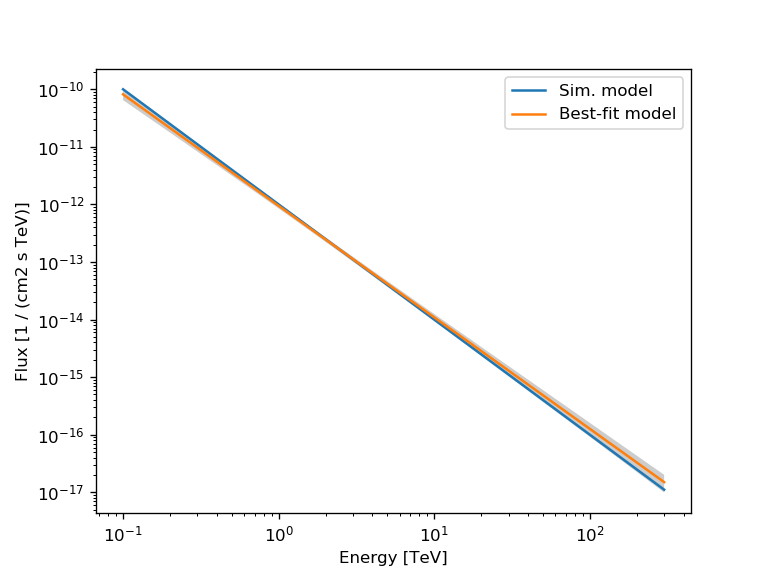 Sim. model
Best-fit model
Flux [1 / (cm2 s TeV)]
10⁻¹⁰
10⁻¹¹
10⁻¹²
10⁻¹³
10⁻¹⁴
10⁻¹⁵
10⁻¹⁶
10⁻¹⁷
10⁻¹ 10⁰ 10¹ 10²
Energy [TeV]